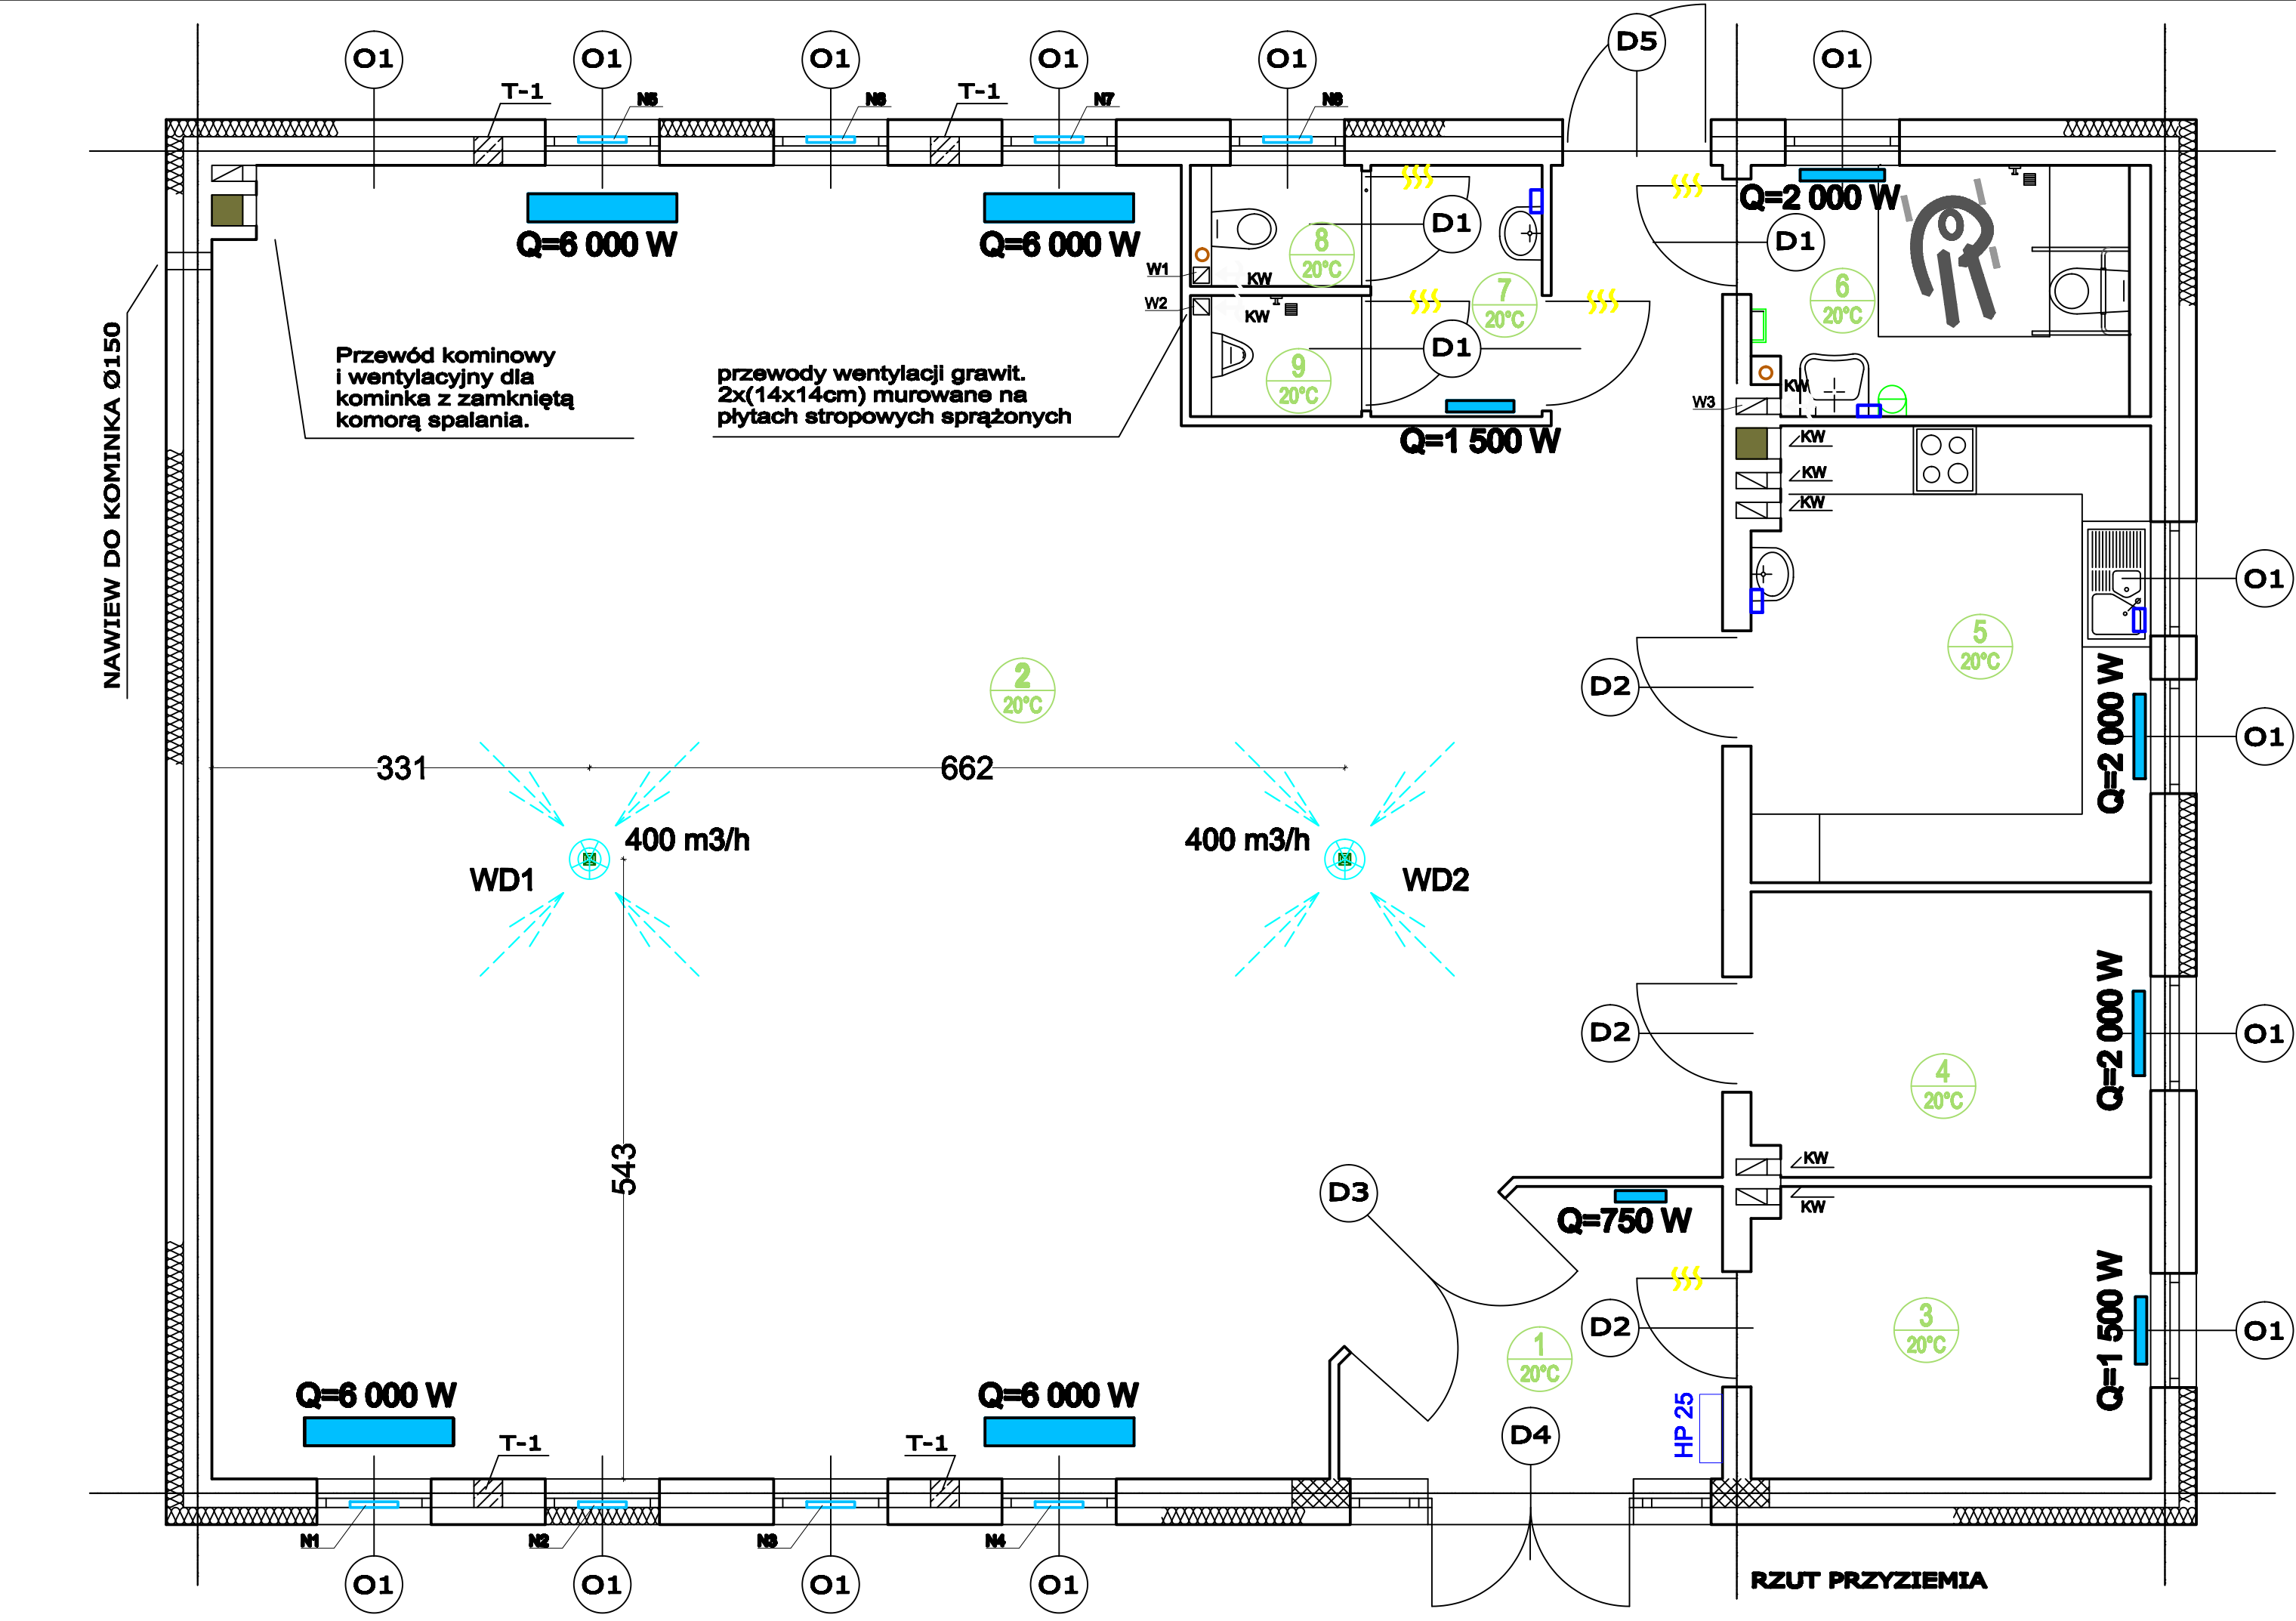 O1 O1 O1 O1 O1 D5 O1
T-1 N5 N6 T-1 N7 N8
Q=6 000 W Q=6 000 W Q=2 000 W
D1 D1
8
20°C
7
20°C
6
20°C
W1 KW
W2 KW
D1
9
20°C
KW
W3
NAWIEW DO KOMINKA Ø150
Przewód kominowy
i wentylacyjny dla
kominka z zamkniętą
komorą spalania.
przewody wentylacji grawit.
2x(14x14cm) murowane na
płytach stropowych sprążonych
Q=1 500 W
KW
KW
KW
O1
5
20°C
2
20°C
D2
Q=2 000 W
O1
331 662
400 m3/h 400 m3/h
WD1 WD2
543
D2
4
20°C
Q=2 000 W
O1
KW
KW
D3
Q=750 W
D2
1
20°C
3
20°C
Q=1 500 W
O1
HP 25
D4
Q=6 000 W Q=6 000 W
T-1 T-1
N1 N2 N3 N4
O1 O1 O1 O1
RZUT PRZYZIEMIA